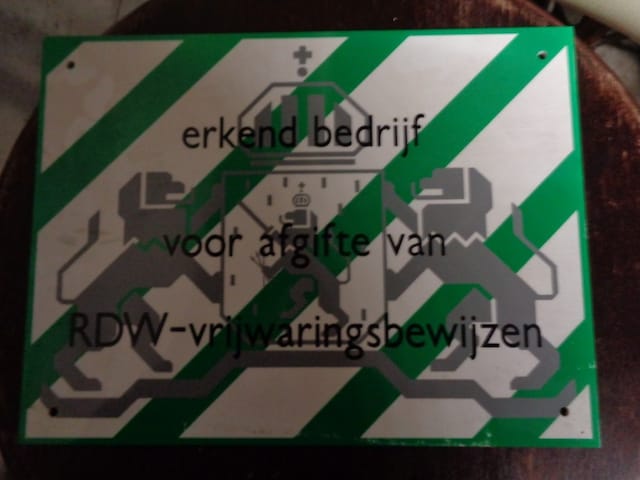 erkend bedrijf
voor afgifte van
RDW-vrijwaringsbewijzen